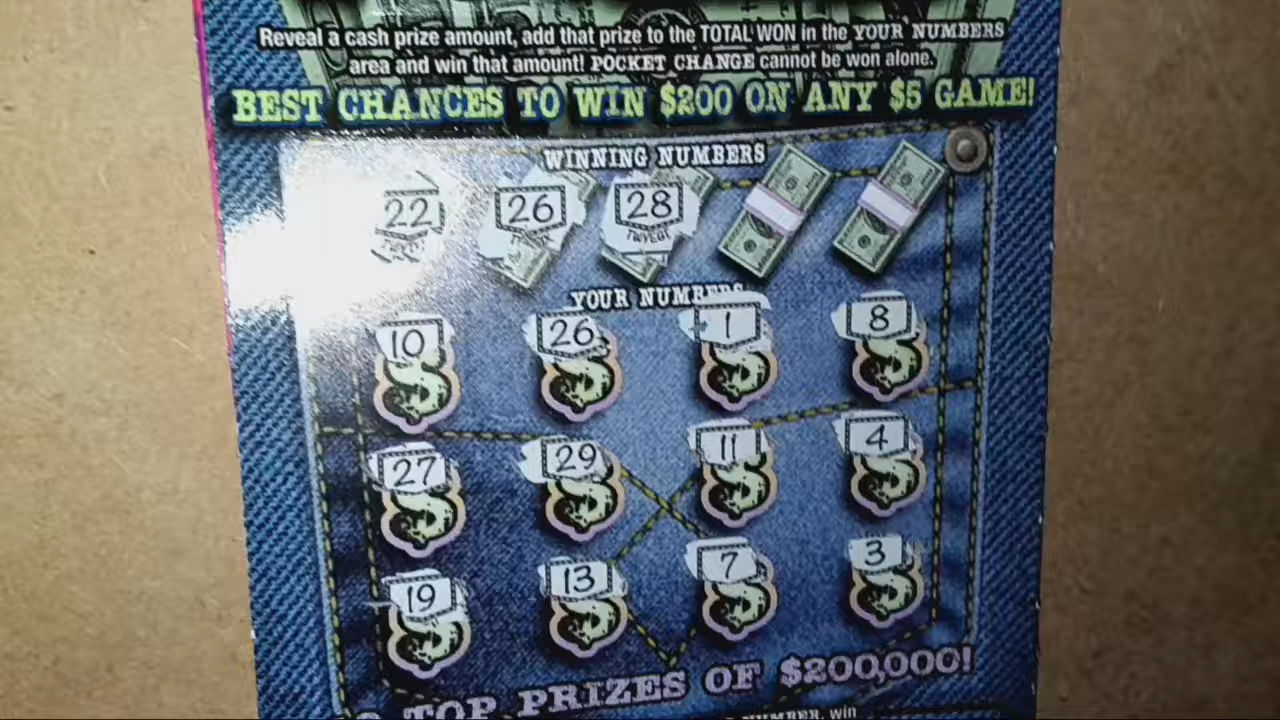 Reveal a cash prize amount, add that prize to the TOTAL WON in the YOUR NUMBERS
area and win that amount! POCKET CHANGE cannot be won alone.
BEST CHANCES TO WIN $200 ON ANY $5 GAME!
WINNING NUMBERS
22 26 28
TWYEGT
YOUR NUMBERS
10 26 1 8
27 29 11 4
19 13 7 3
TOP PRIZES OF $200,000!
NUMBER, win